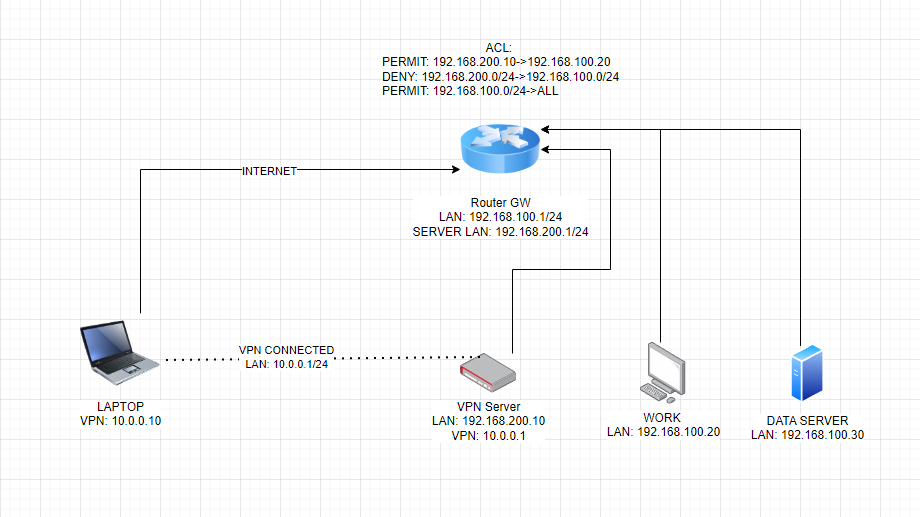 ACL:
PERMIT: 192.168.200.10->192.168.100.20
DENY: 192.168.200.0/24->192.168.100.0/24
PERMIT: 192.168.100.0/24->ALL
INTERNET
Router GW
LAN: 192.168.100.1/24
SERVER LAN: 192.168.200.1/24
VPN CONNECTED
LAN: 10.0.0.1/24
LAPTOP
VPN: 10.0.0.10
VPN Server
LAN: 192.168.200.10
VPN: 10.0.0.1
WORK
LAN: 192.168.100.20
DATA SERVER
LAN: 192.168.100.30